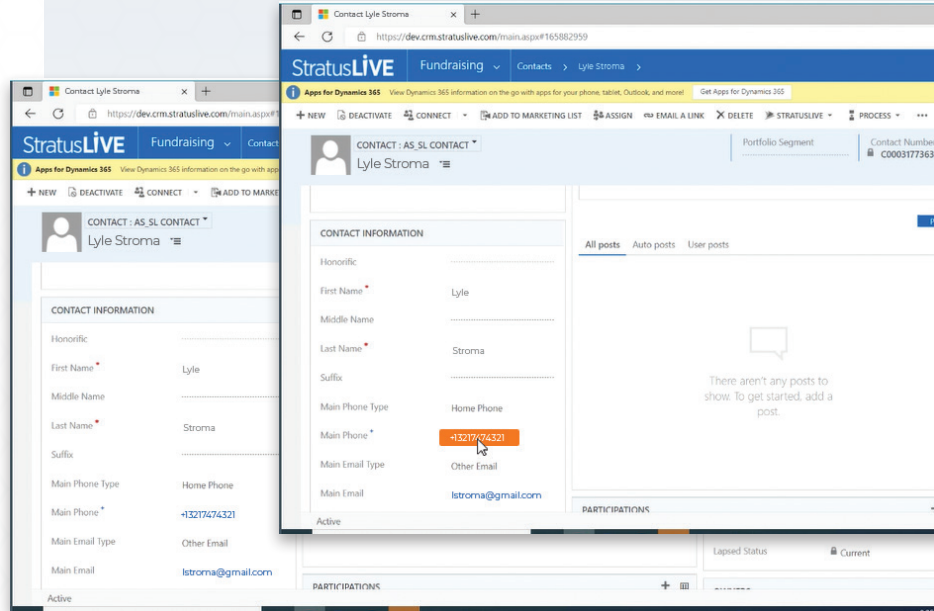 Contact Lyle Stroma
https://dev.crm.stratuslive.com/main.aspx#165882959
StratusLIVE Fundraising Contacts > Lyle Stroma >
Apps for Dynamics 365 View Dynamics 365 information on the go with apps for your phone, tablet, Outlook, and more! Get Apps for Dynamics 365
+ NEW DEACTIVATE CONNECT ADD TO MARKETING LIST ASSIGN EMAIL A LINK DELETE STRATUSLIVE PROCESS ...
CONTACT : AS_SL CONTACT
Lyle Stroma
Portfolio Segment
Contact Number
C0003177363
CONTACT INFORMATION
Honorific
First Name * Lyle
Middle Name
Last Name * Stroma
Suffix
Main Phone Type Home Phone
Main Phone * +13217474321
Main Email Type Other Email
Main Email lstroma@gmail.com
Active
All posts Auto posts User posts
There aren't any posts to
show. To get started, add a
post.
PARTICIPATIONS
Contact Lyle Stroma
https://dev.crm.stratuslive.com/main.aspx#1
StratusLIVE Fundraising Contact
Apps for Dynamics 365 View Dynamics 365 information on the go with app
+ NEW DEACTIVATE CONNECT ADD TO MARKE
CONTACT : AS_SL CONTACT
Lyle Stroma
CONTACT INFORMATION
Honorific
First Name * Lyle
Middle Name
Last Name * Stroma
Suffix
Main Phone Type Home Phone
Main Phone * +13217474321
Main Email Type Other Email
Main Email lstroma@gmail.com
Active
PARTICIPATIONS
Lapsed Status Current